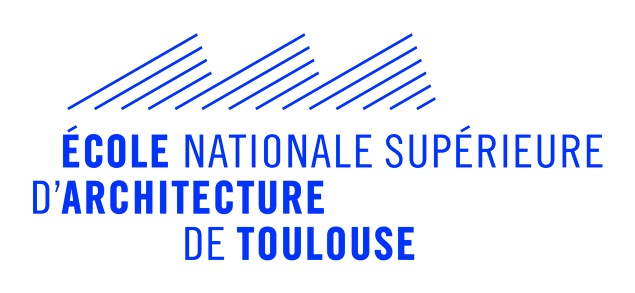 ÉCOLE NATIONALE SUPÉRIEURE
D'ARCHITECTURE
DE TOULOUSE